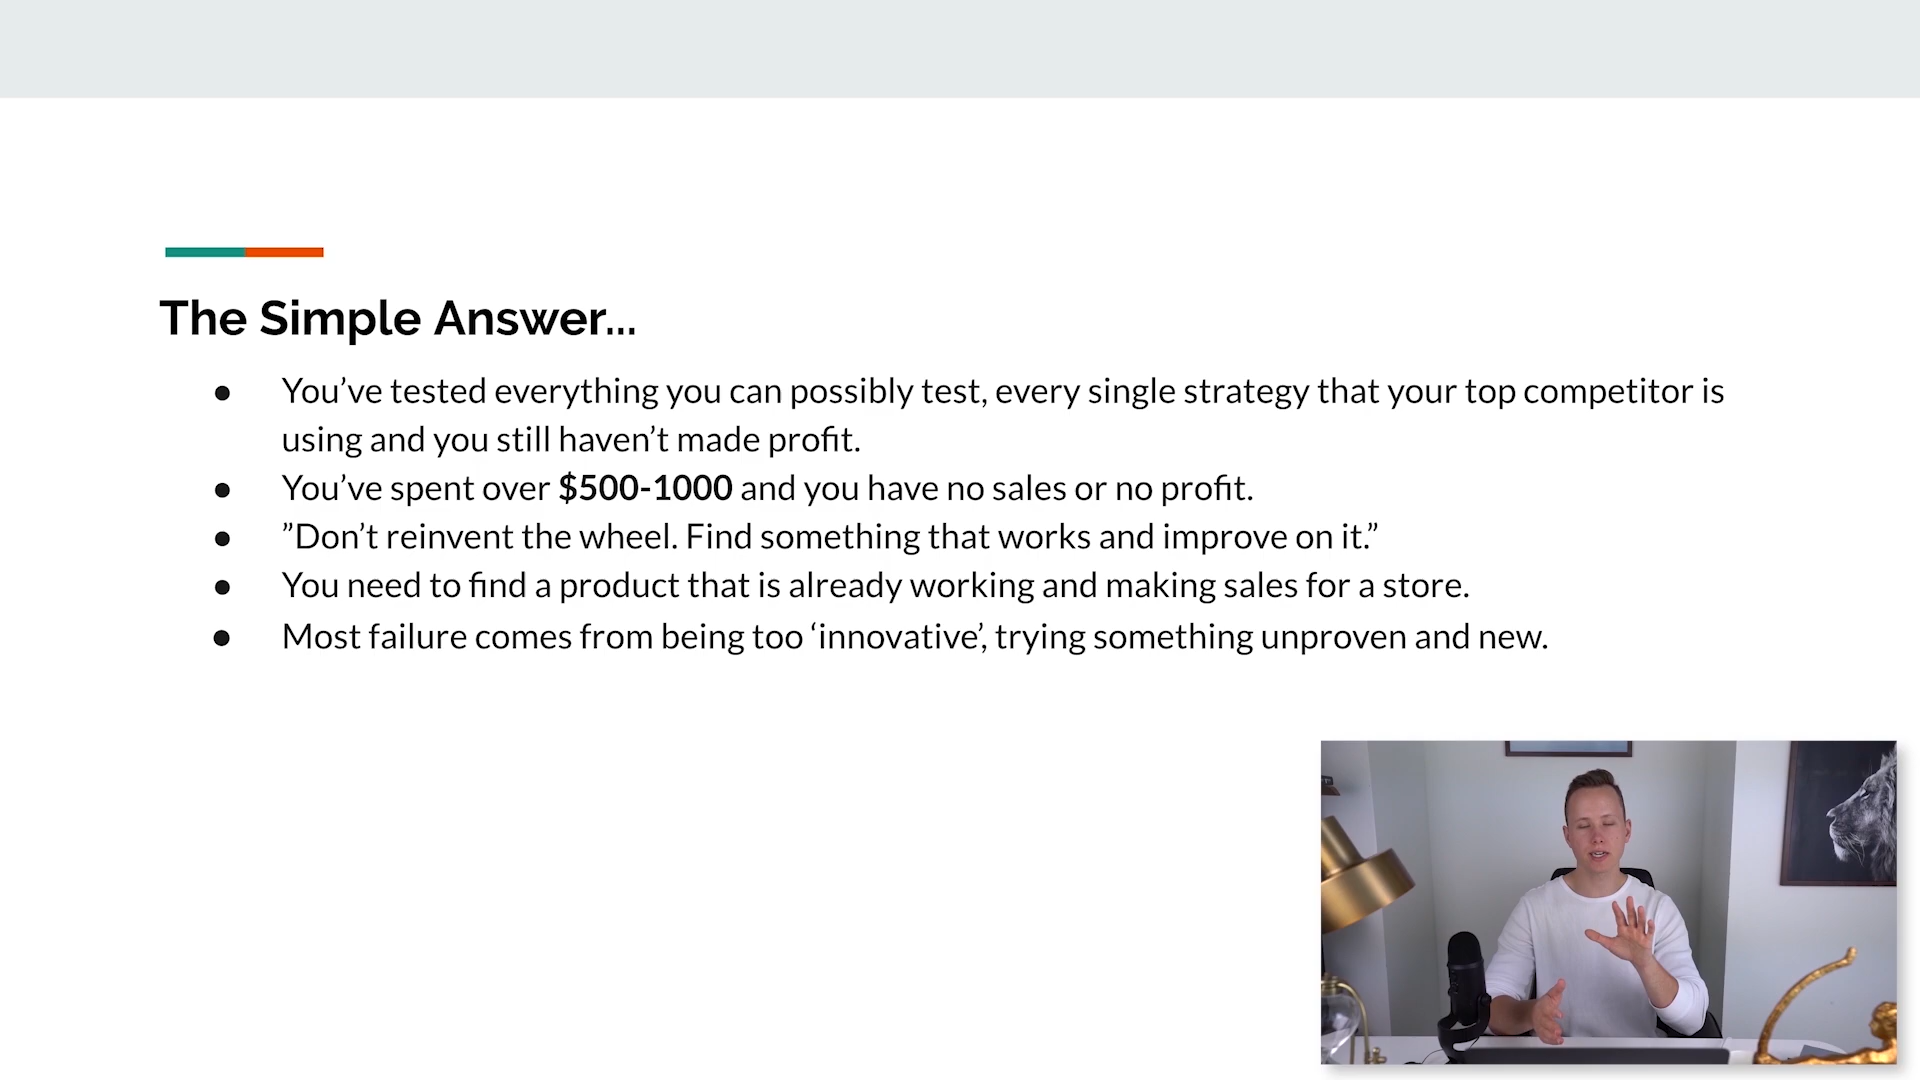 The Simple Answer...
● You’ve tested everything you can possibly test, every single strategy that your top competitor is
using and you still haven’t made profit.
● You’ve spent over $500-1000 and you have no sales or no profit.
● ”Don’t reinvent the wheel. Find something that works and improve on it.”
● You need to find a product that is already working and making sales for a store.
● Most failure comes from being too ‘innovative’, trying something unproven and new.